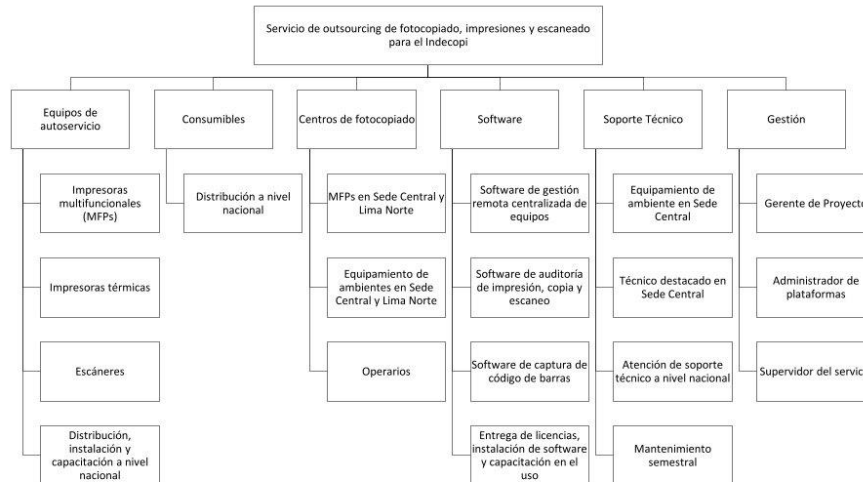 Servicio de outsourcing de fotocopiado, impresiones y escaneado
para el Indecopi
Equipos de
autoservicio
Consumibles
Centros de fotocopiado
Software
Soporte Técnico
Gestión
Impresoras
multifuncionales
(MFPs)
Distribución a nivel
nacional
MFPs en Sede Central y
Lima Norte
Software de gestión
remota centralizada de
equipos
Equipamiento de
ambiente en Sede
Central
Gerente de Proyecto
Impresoras térmicas
Equipamiento de
ambientes en Sede
Central y Lima Norte
Software de auditoría
de impresión, copia y
escaneo
Técnico destacado en
Sede Central
Administrador de
plataformas
Escáneres
Operarios
Software de captura de
código de barras
Atención de soporte
técnico a nivel nacional
Supervisor del servic
Distribución,
instalación y
capacitación a nivel
nacional
Entrega de licencias,
instalación de software
y capacitación en el
uso
Mantenimiento
semestral